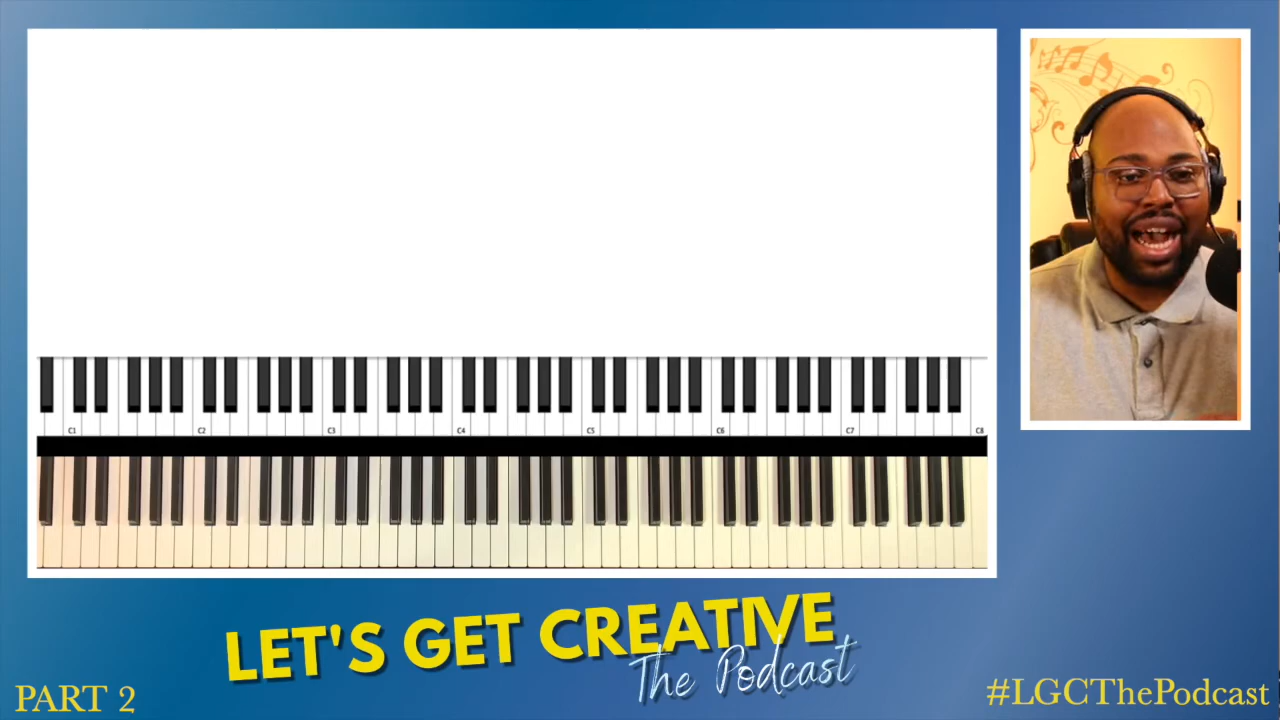 C1 C2 C3 C4 C5 C6 C7 C8
LET'S GET CREATIVE
The Podcast
PART 2
#LGCThePodcast